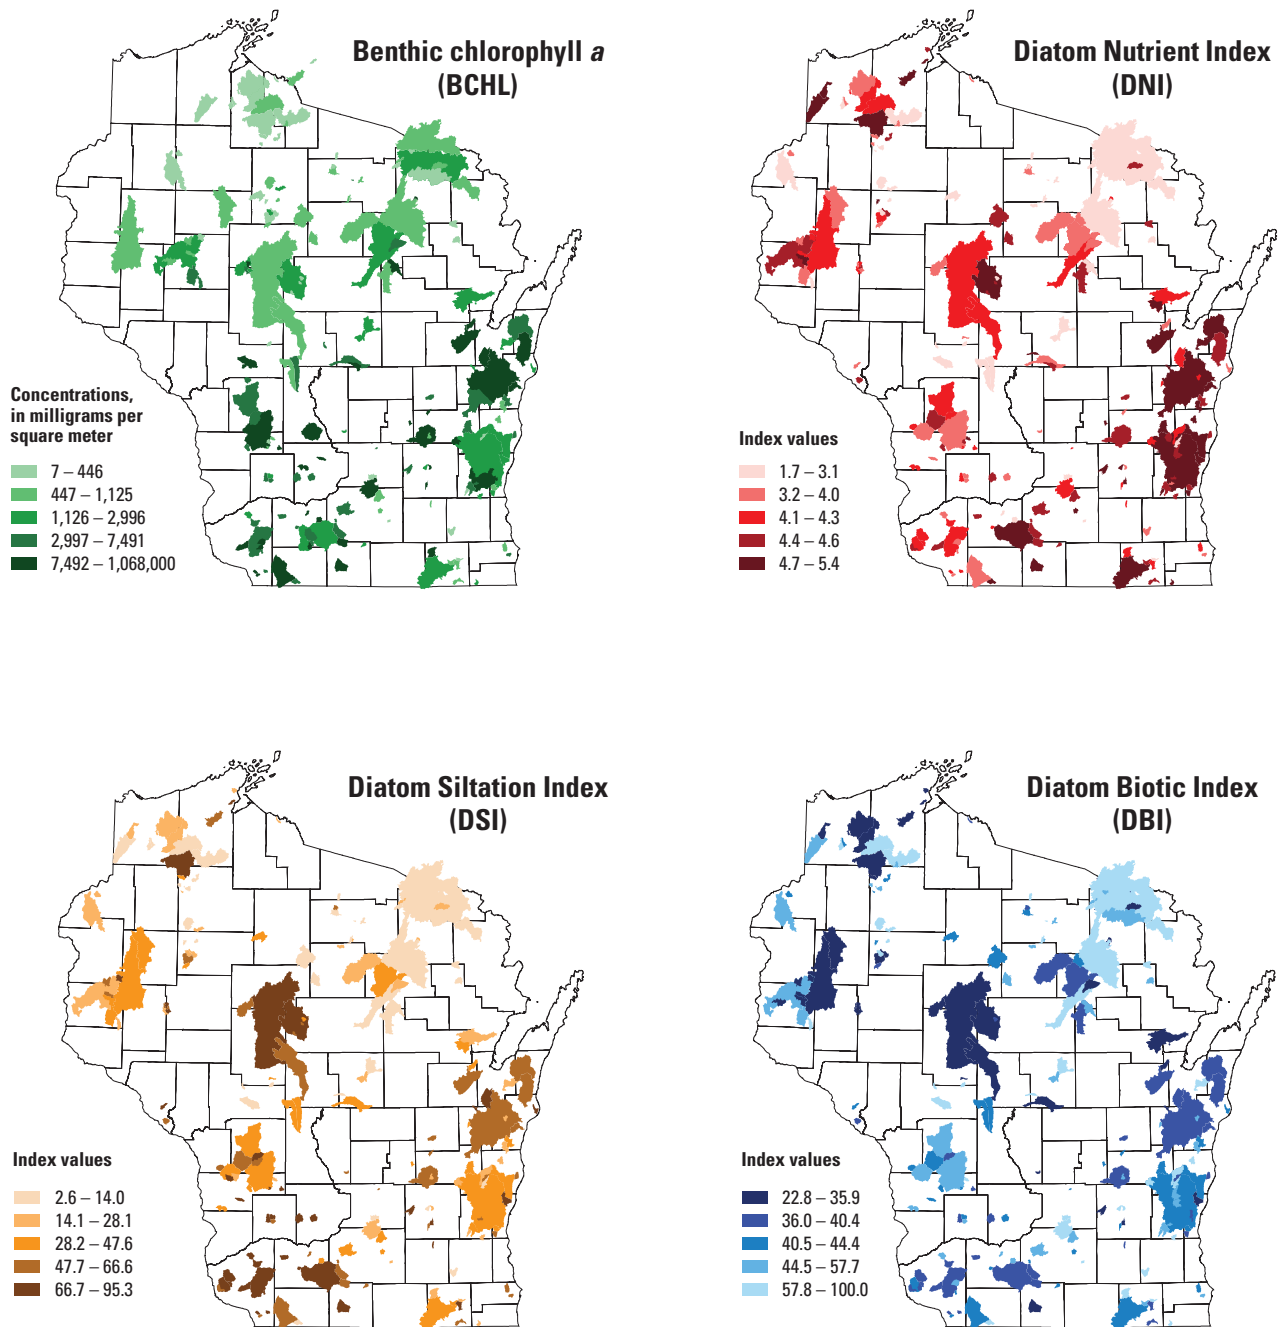 Benthic chlorophyll a
(BCHL)
Concentrations,
in milligrams per
square meter
7 – 446
447 – 1,125
1,126 – 2,996
2,997 – 7,491
7,492 – 1,068,000
Diatom Nutrient Index
(DNI)
Index values
1.7 – 3.1
3.2 – 4.0
4.1 – 4.3
4.4 – 4.6
4.7 – 5.4
Diatom Siltation Index
(DSI)
Index values
2.6 – 14.0
14.1 – 28.1
28.2 – 47.6
47.7 – 66.6
66.7 – 95.3
Diatom Biotic Index
(DBI)
Index values
22.8 – 35.9
36.0 – 40.4
40.5 – 44.4
44.5 – 57.7
57.8 – 100.0